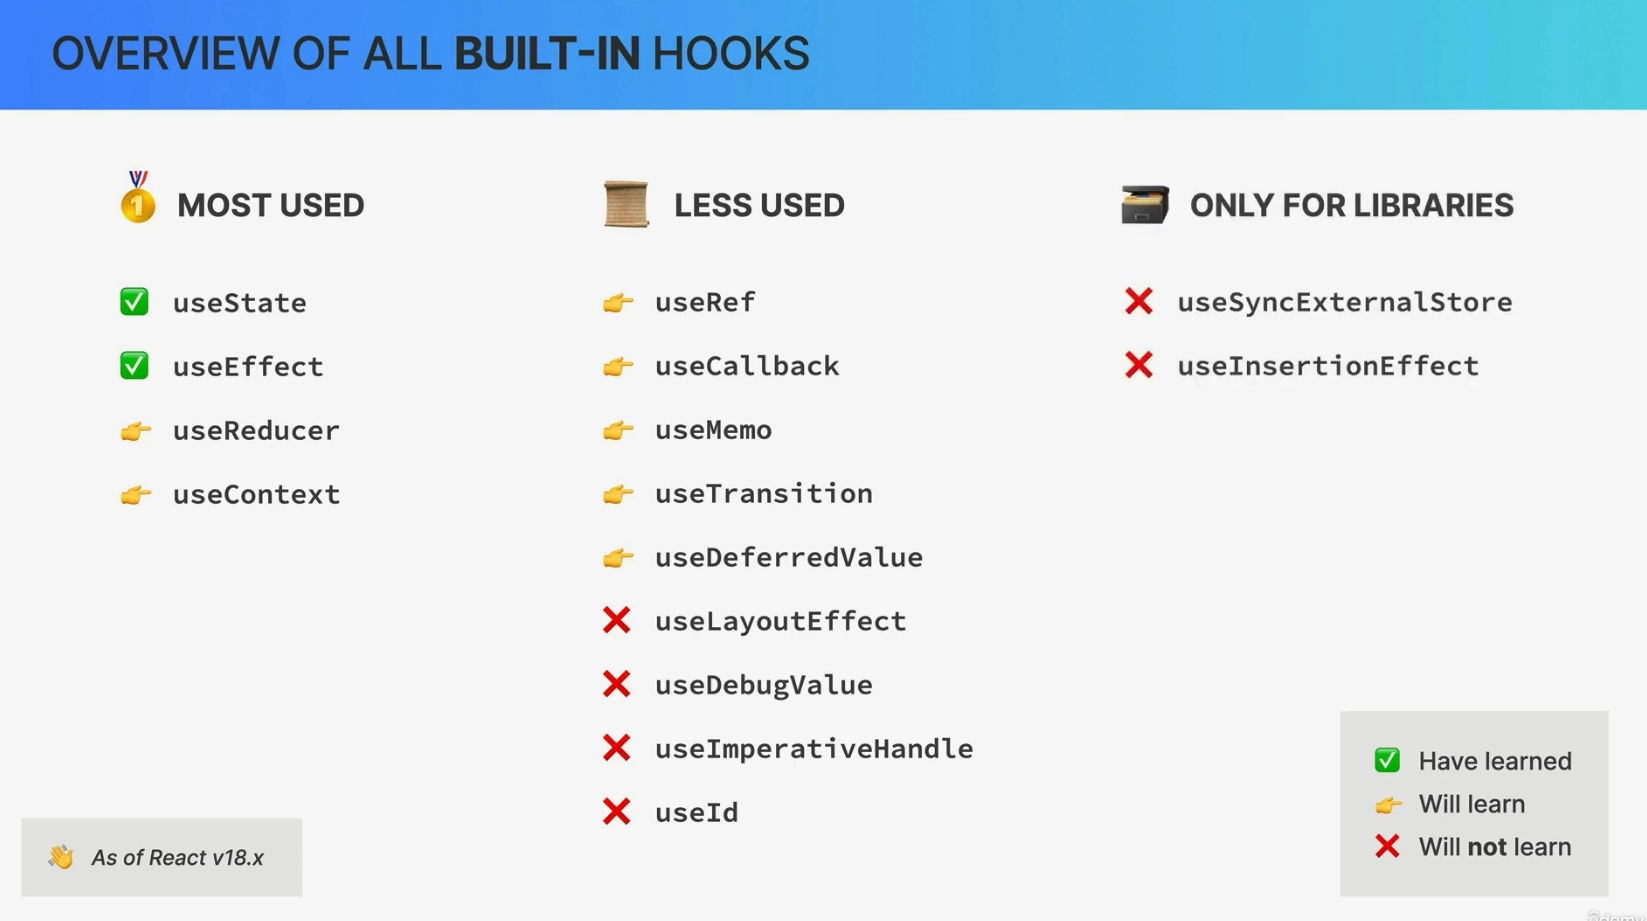 OVERVIEW OF ALL BUILT-IN HOOKS
MOST USED
useState
useEffect
useReducer
useContext
LESS USED
useRef
useCallback
useMemo
useTransition
useDeferredValue
useLayoutEffect
useDebugValue
useImperativeHandle
useId
ONLY FOR LIBRARIES
useSyncExternalStore
useInsertionEffect
Have learned
Will learn
Will not learn
As of React v18.x